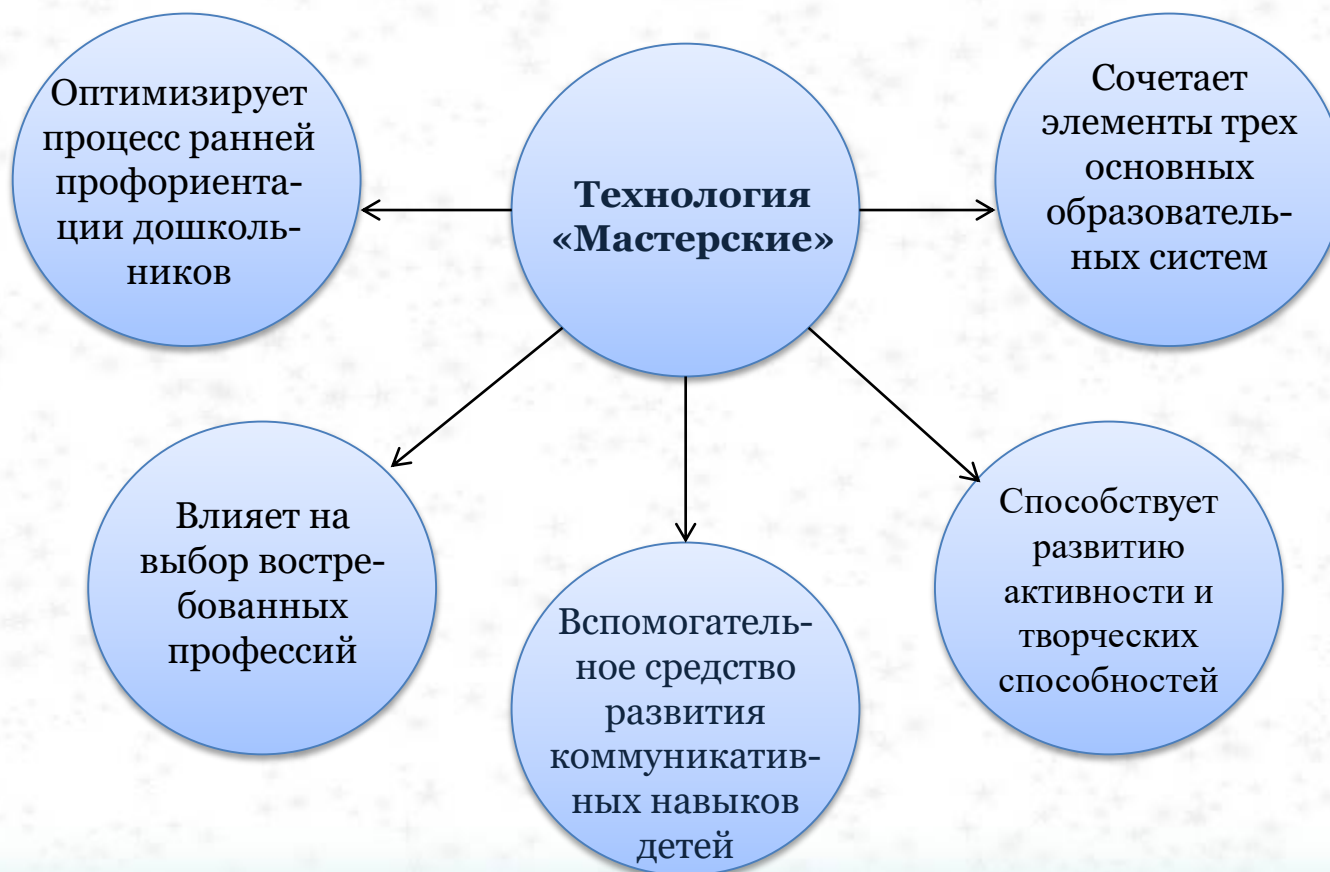 Оптимизирует
процесс ранней
профориента-
ции дошколь-
ников
Технология
«Мастерские»
Сочетает
элементы трех
основных
образователь-
ных систем
Влияет на
выбор востре-
бованных
профессий
Вспомогатель-
ное средство
развития
коммуникатив-
ных навыков
детей
Способствует
развитию
активности и
творческих
способностей